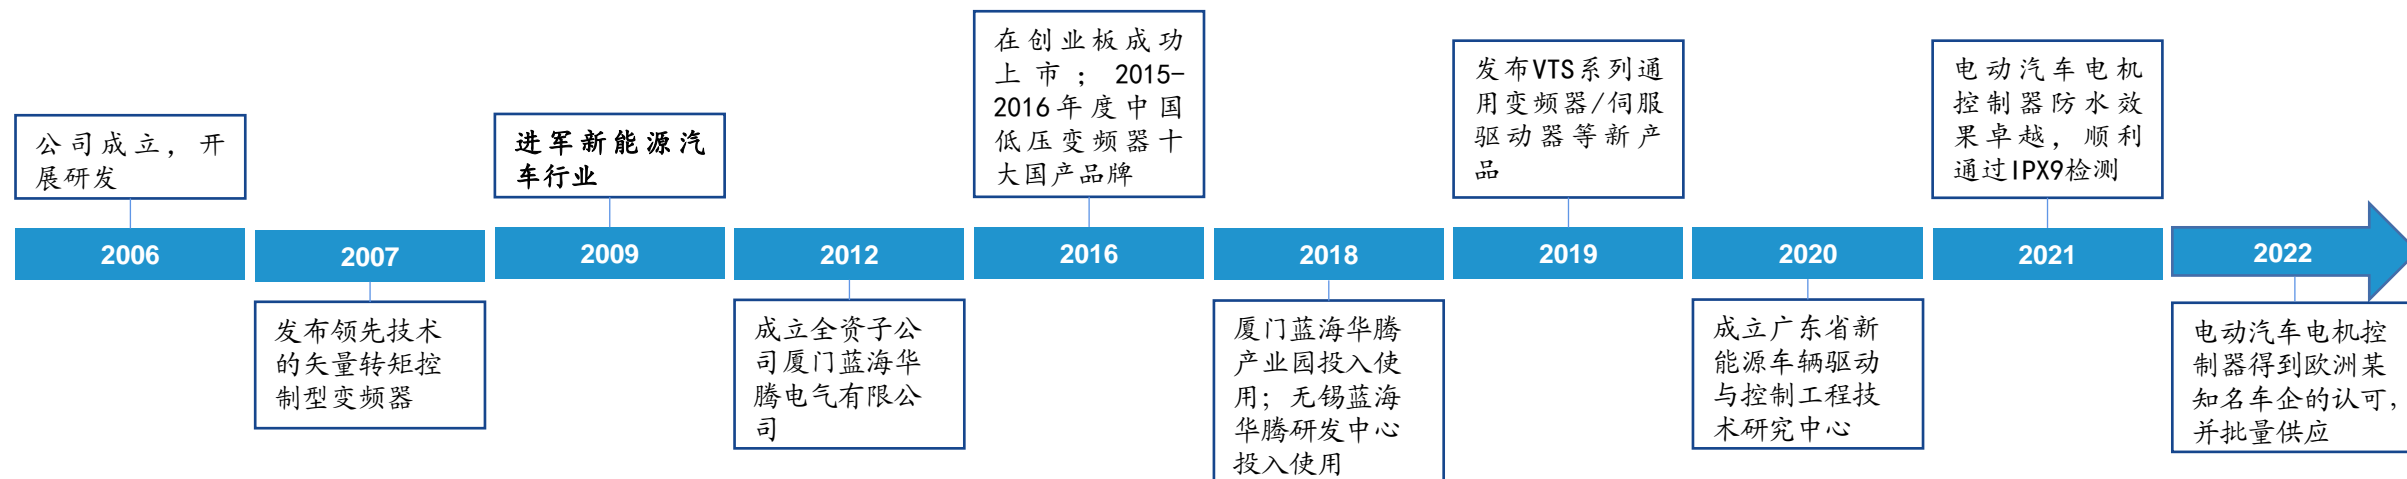 公司成立，开
展研发
2006
2007
发布领先技术
的矢量转矩控
制型变频器
进军新能源汽
车行业
2009
2012
成立全资子公
司厦门蓝海华
腾电气有限公
司
在创业板成功
上市；2015-
2016年度中国
低压变频器十
大国产品牌
2016
2018
厦门蓝海华腾
产业园投入使
用；无锡蓝海
华腾研发中心
投入使用
发布VTS系列通
用变频器/伺服
驱动器等新产
品
2019
2020
成立广东省新
能源车辆驱动
与控制工程技
术研究中心
电动汽车电机
控制器防水效
果卓越，顺利
通过IPX9检测
2021
2022
电动汽车电机控
制器得到欧洲某
知名车企的认可，
并批量供应